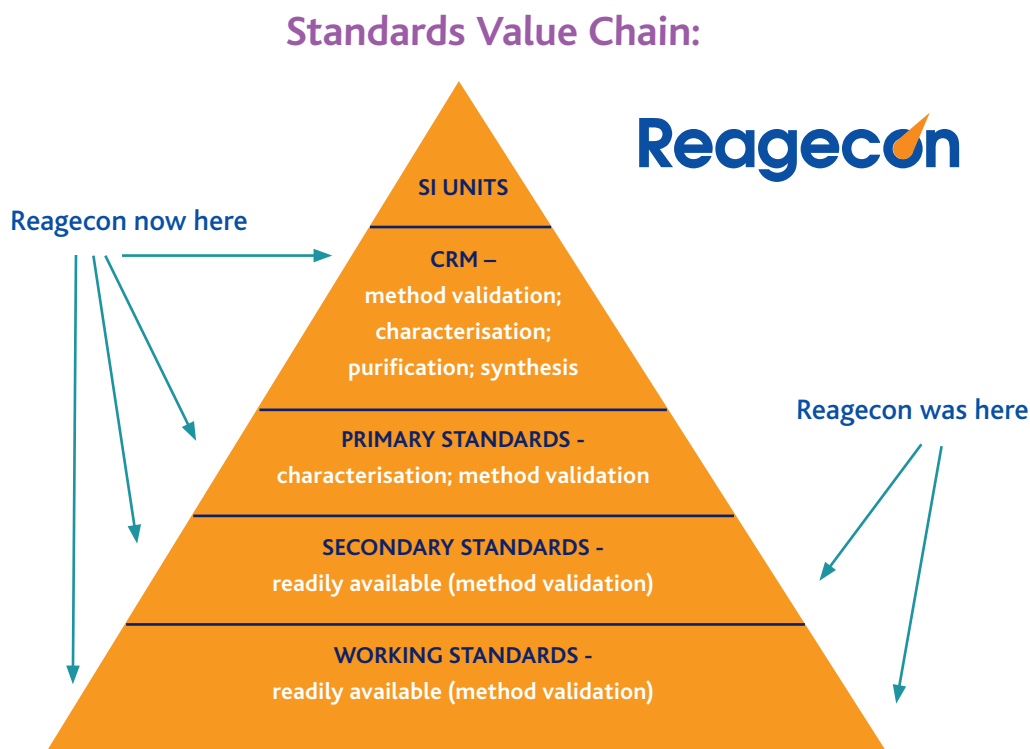 Standards Value Chain:
Reagecon
SI UNITS
Reagecon now here
CRM –
method validation;
characterisation;
purification; synthesis
Reagecon was here
PRIMARY STANDARDS -
characterisation; method validation
SECONDARY STANDARDS -
readily available (method validation)
WORKING STANDARDS -
readily available (method validation)